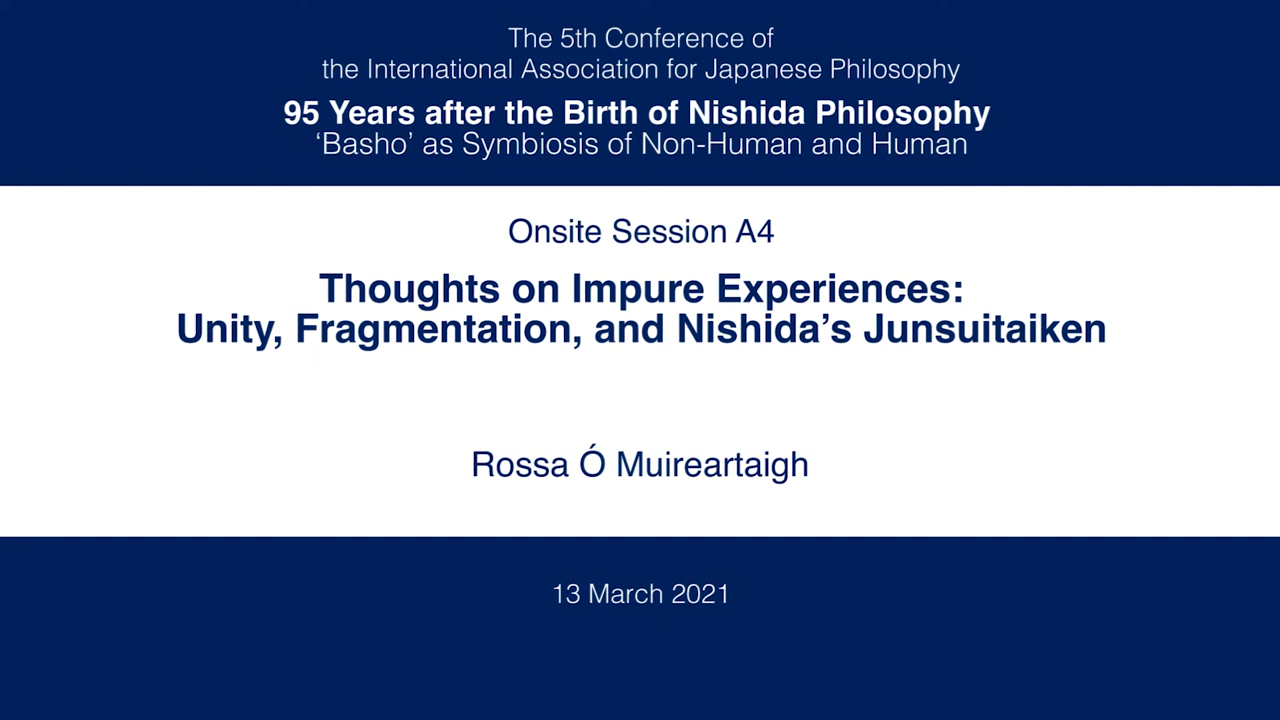 The 5th Conference of
the International Association for Japanese Philosophy
95 Years after the Birth of Nishida Philosophy
‘Basho’ as Symbiosis of Non-Human and Human
Onsite Session A4
Thoughts on Impure Experiences:
Unity, Fragmentation, and Nishida’s Junsuitaiken
Rossa Ó Muireartaigh
13 March 2021